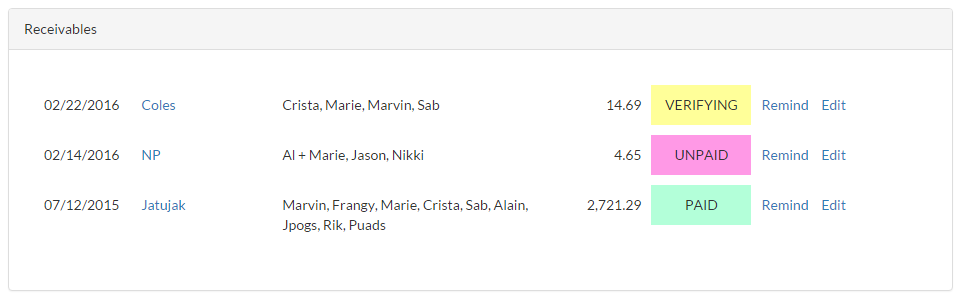 Receivables
02/22/2016 Coles Crista, Marie, Marvin, Sab 14.69 VERIFYING Remind Edit
02/14/2016 NP Al + Marie, Jason, Nikki 4.65 UNPAID Remind Edit
07/12/2015 Jatujak Marvin, Frangy, Marie, Crista, Sab, Alain, 2,721.29 PAID Remind Edit
Jpogs, Rik, Puads